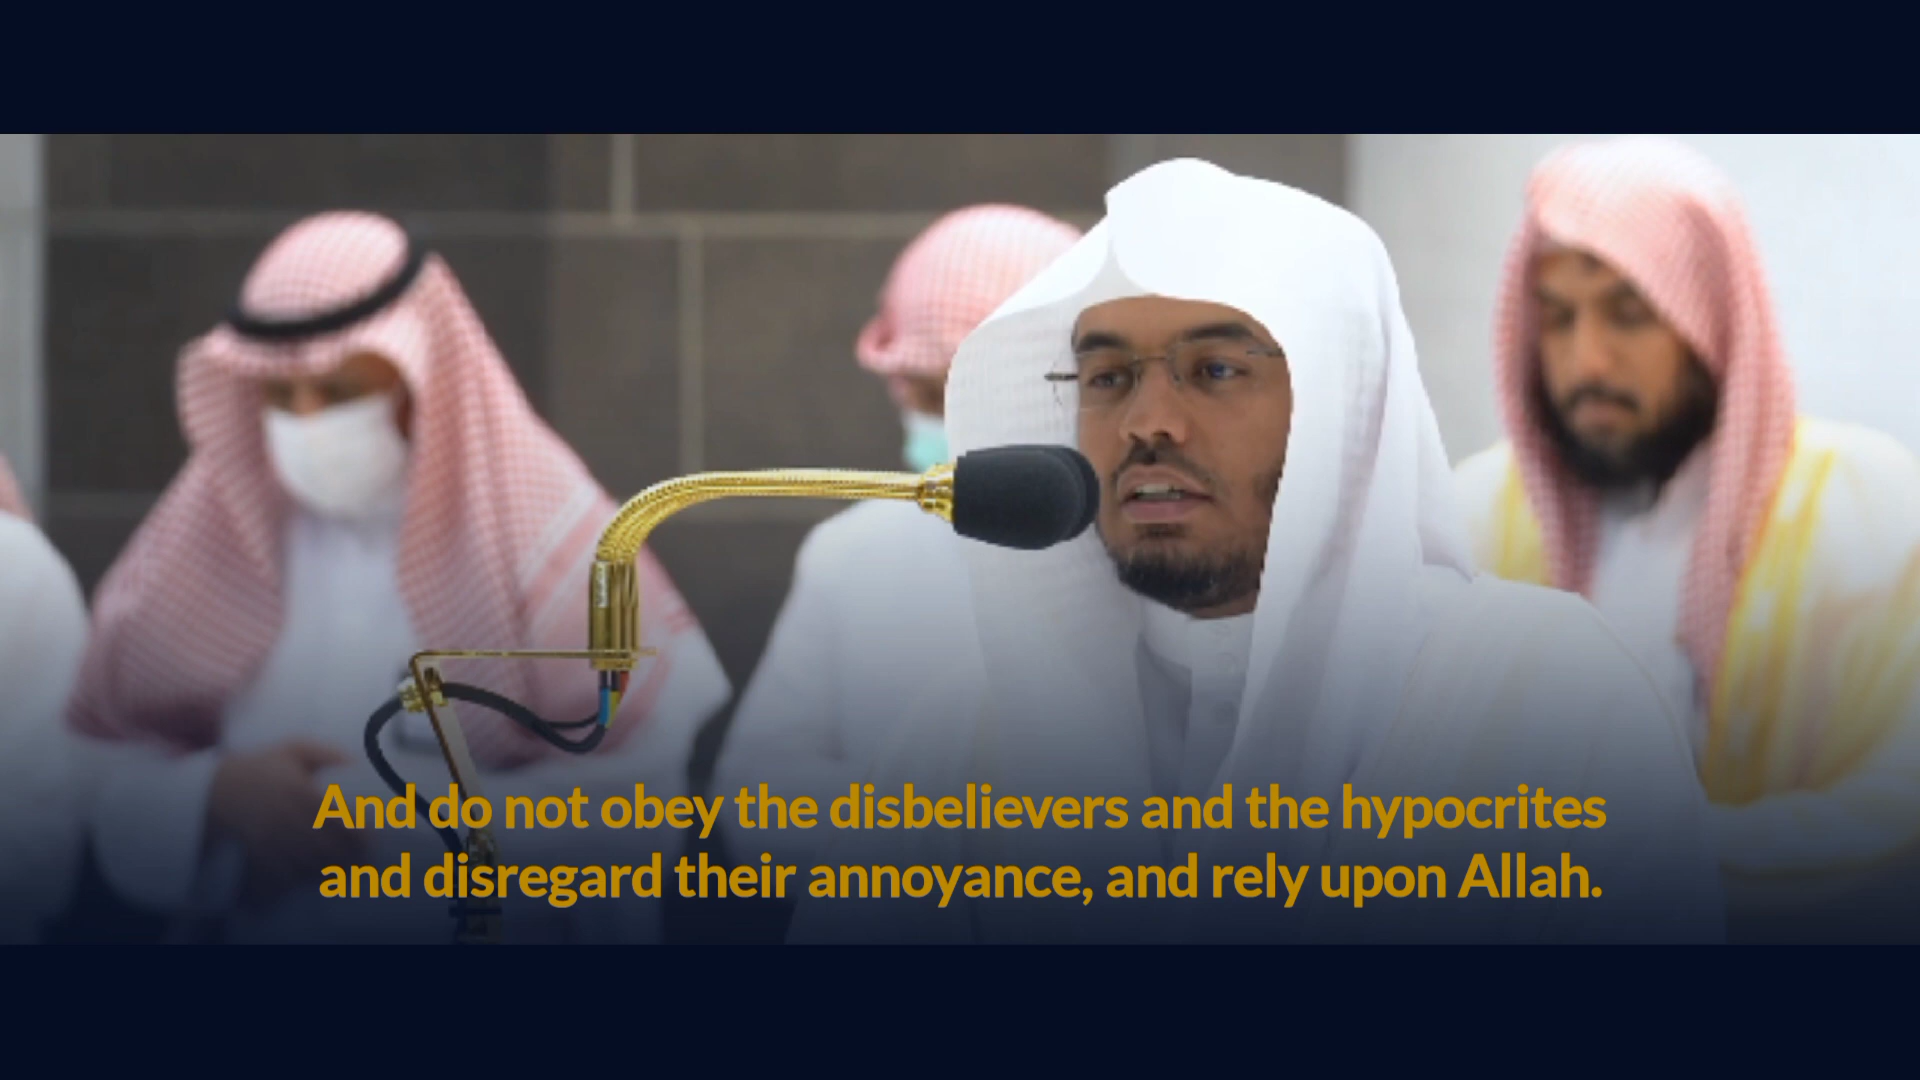 And do not obey the disbelievers and the hypocrites
and disregard their annoyance, and rely upon Allah.